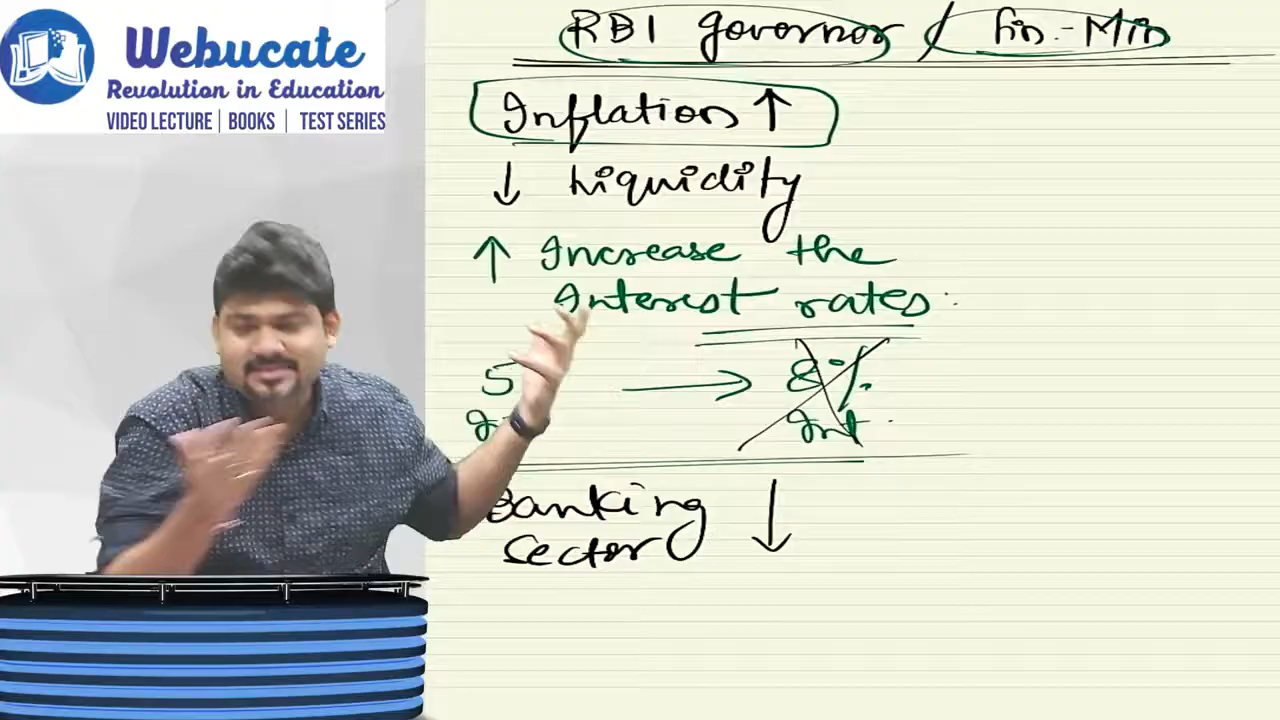 Webucate
Revolution in Education
VIDEO LECTURE | BOOKS | TEST SERIES
RBI governor / Fin.-Min
Inflation ↑
↓ Liquidity
↑ Increase the
Interest rates.
5 → 8%
Int.
Banking ↓
Sector